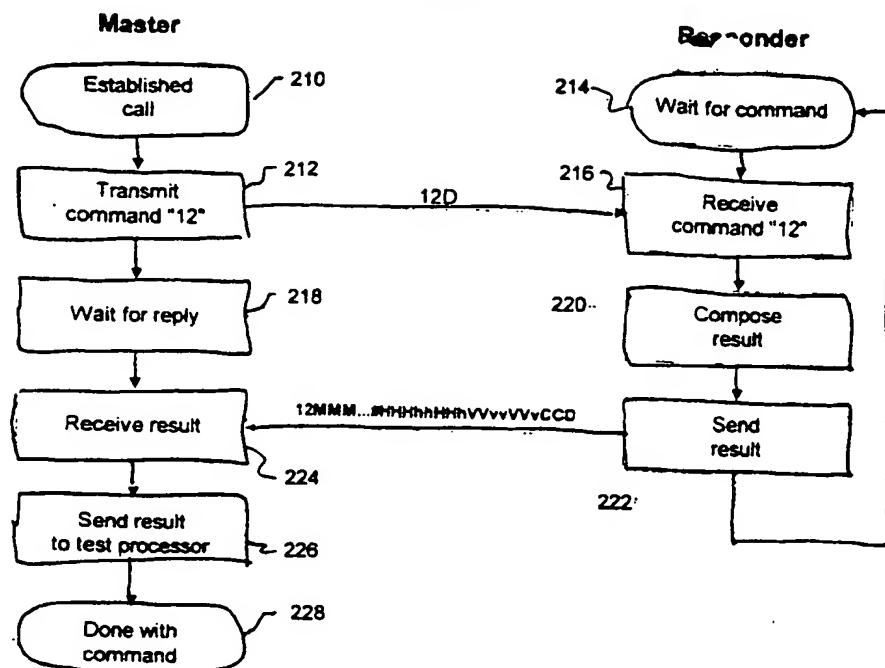 Master
Responder
Established
call
210
214
Wait for command
Transmit
command "12"
212
12D
216
Receive
command "12"
Wait for reply
218
220
Compose
result
Receive result
224
12MMM...#HHHhhHHhVVvvVVvCCD
Send
result
222
Send result
to test processor
226
Done with
command
228